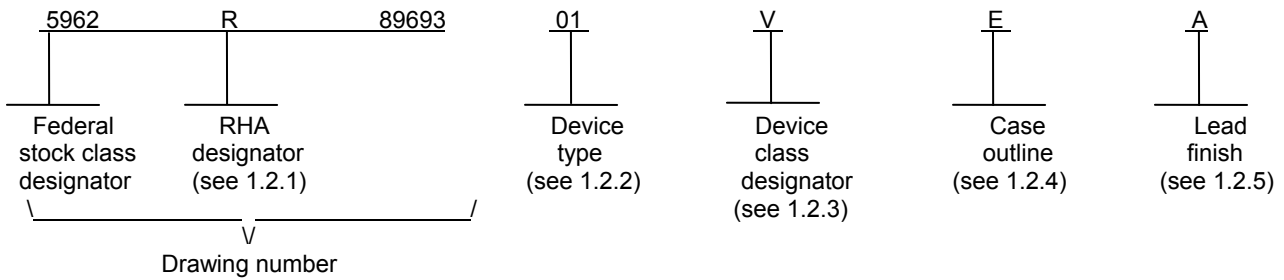 5962 R 89693 01 V E A
Federal stock class designator
RHA designator (see 1.2.1)
Device type (see 1.2.2)
Device class designator (see 1.2.3)
Case outline (see 1.2.4)
Lead finish (see 1.2.5)
\ /
\/
Drawing number